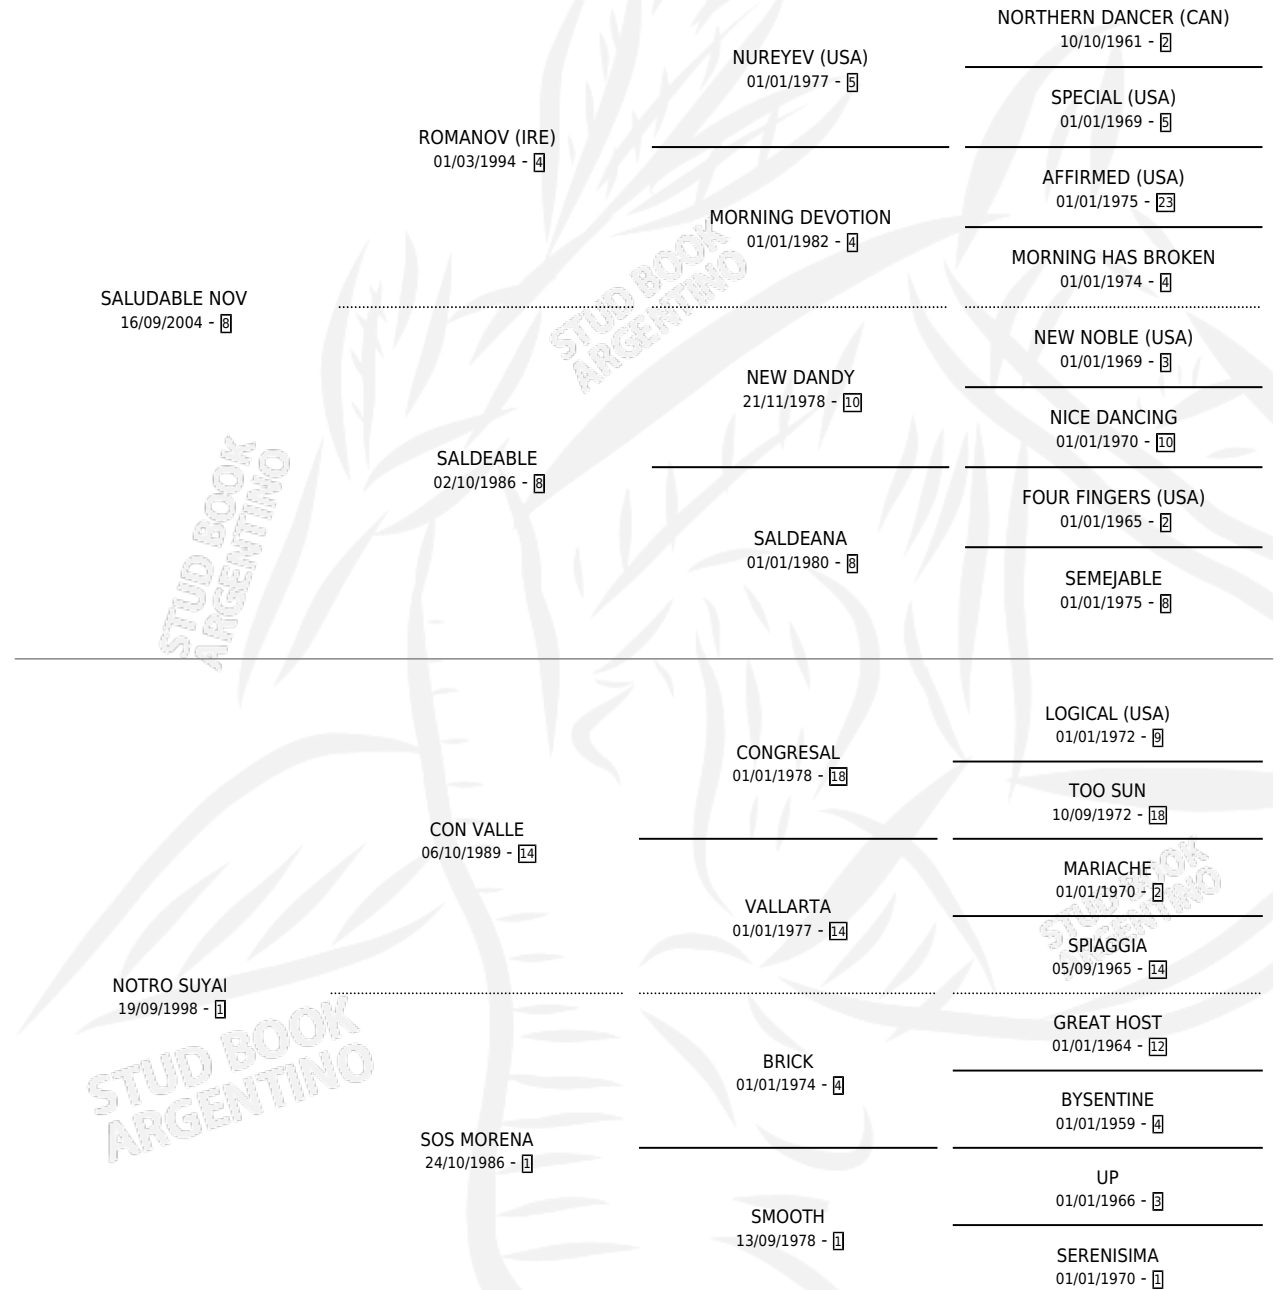 NORTHERN DANCER (CAN)
10/10/1961 - 2
NUREYEV (USA)
01/01/1977 - 5
SPECIAL (USA)
01/01/1969 - 5
ROMANOV (IRE)
01/03/1994 - 4
AFFIRMED (USA)
01/01/1975 - 23
MORNING DEVOTION
01/01/1982 - 4
MORNING HAS BROKEN
01/01/1974 - 4
SALUDABLE NOV
16/09/2004 - 8
NEW NOBLE (USA)
01/01/1969 - 3
NEW DANDY
21/11/1978 - 10
NICE DANCING
01/01/1970 - 10
SALDEABLE
02/10/1986 - 8
FOUR FINGERS (USA)
01/01/1965 - 2
SALDEANA
01/01/1980 - 8
SEMEJABLE
01/01/1975 - 8
LOGICAL (USA)
01/01/1972 - 9
CONGRESAL
01/01/1978 - 18
TOO SUN
10/09/1972 - 18
CON VALLE
06/10/1989 - 14
MARIACHE
01/01/1970 - 2
VALLARTA
01/01/1977 - 14
SPIAGGIA
05/09/1965 - 14
NOTRO SUYAI
19/09/1998 - 1
GREAT HOST
01/01/1964 - 12
BRICK
01/01/1974 - 4
BYSENTINE
01/01/1959 - 4
SOS MORENA
24/10/1986 - 1
UP
01/01/1966 - 3
SMOOTH
13/09/1978 - 1
SERENISIMA
01/01/1970 - 1
STUD BOOK
ARGENTINO
STUD BOOK
ARGENTINO
STUD BOOK
ARGENTINO
STUD BOOK
ARGENTINO